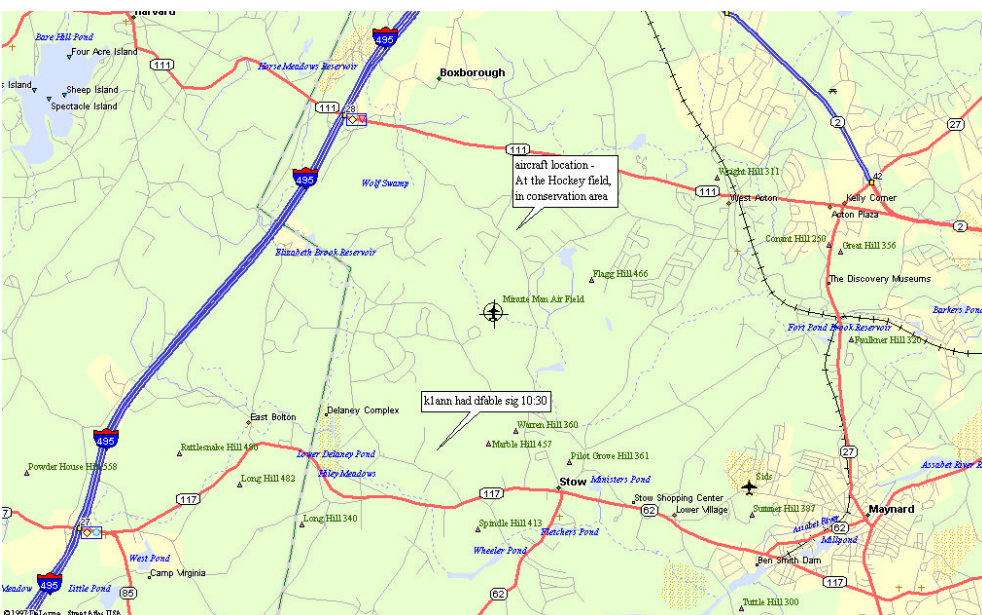 Harvard
Bare Hill Pond
Four Acre Island
s Island
Sheep Island
Spectacle Island
111
495
Horse Meadows Reservoir
Boxborough
111
28
495
Wolf Swamp
Elizabeth Brook Reservoir
111
aircraft location -
At the Hockey field,
in conservation area
2
27
42
Wright Hill 311
111
West Acton
Kelly Corner
Acton Plaza
2
Conant Hill 250
Great Hill 356
Flagg Hill 466
The Discovery Museums
Minute Man Air Field
Barkers Pond
Fort Pond Brook Reservoir
Faulkner Hill 320
k1ann had dfable sig 10:30
East Bolton
Delaney Complex
495
Rattlesnake Hill 480
Lower Delaney Pond
Warren Hill 360
Marble Hill 457
27
Powder House Hill 558
Long Hill 482
Hiley Meadows
Pilot Grove Hill 361
Assabet River R
Sids
117
117
Stow
Ministers Pond
Stow Shopping Center
Lower Village
Summer Hill 387
Maynard
7
27
Long Hill 340
Spindle Hill 413
Fletchers Pond
62
Assabet River
62
Millpond
West Pond
Wheeler Pond
Ben Smith Dam
Camp Virginia
117
Meadow
495
Little Pond
85
62
Tuttle Hill 300
© 1997 DeLorme. Street Atlas USA